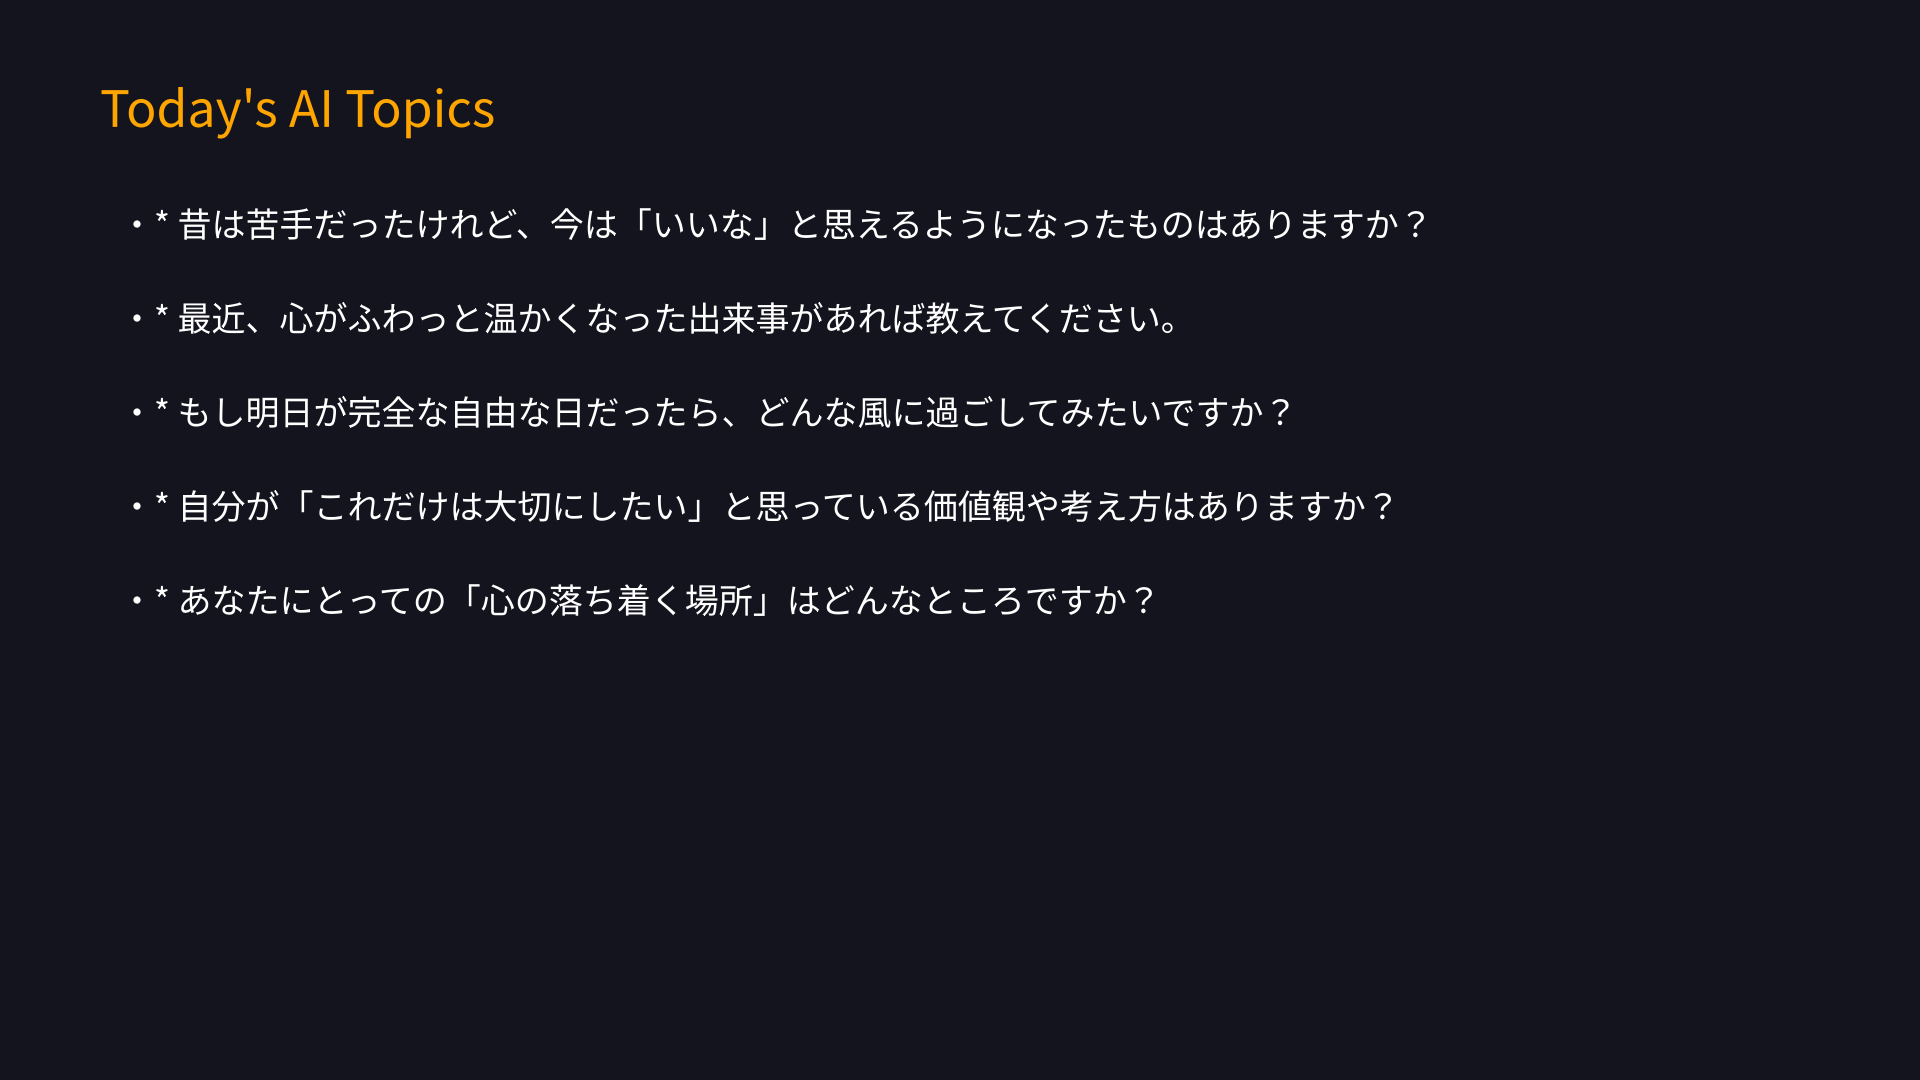 Today's AI Topics
・* 昔は苦手だったけれど、今は「いいな」と思えるようになったものはありますか？
・* 最近、心がふわっと温かくなった出来事があれば教えてください。
・* もし明日が完全な自由な日だったら、どんな風に過ごしてみたいですか？
・* 自分が「これだけは大切にしたい」と思っている価値観や考え方はありますか？
・* あなたにとっての「心の落ち着く場所」はどんなところですか？